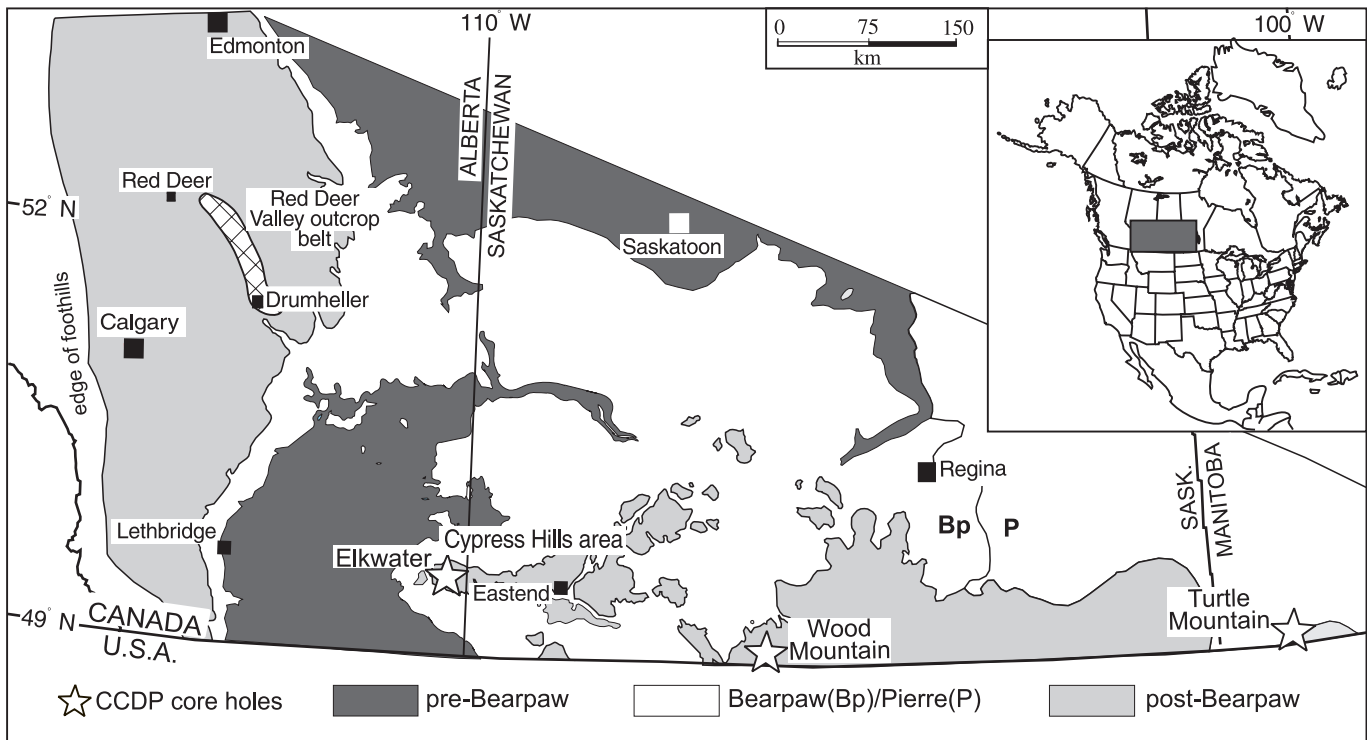 110° W
100° W
0 75 150
km
Edmonton
ALBERTA
SASKATCHEWAN
Red Deer
52° N
Red Deer
Valley outcrop
belt
Saskatoon
Drumheller
Calgary
edge of foothills
Regina
SASK.
MANITOBA
Bp P
Lethbridge
Cypress Hills area
Elkwater
Eastend
Turtle
Mountain
49° N
CANADA
U.S.A.
Wood
Mountain
CCDP core holes
pre-Bearpaw
Bearpaw(Bp)/Pierre(P)
post-Bearpaw